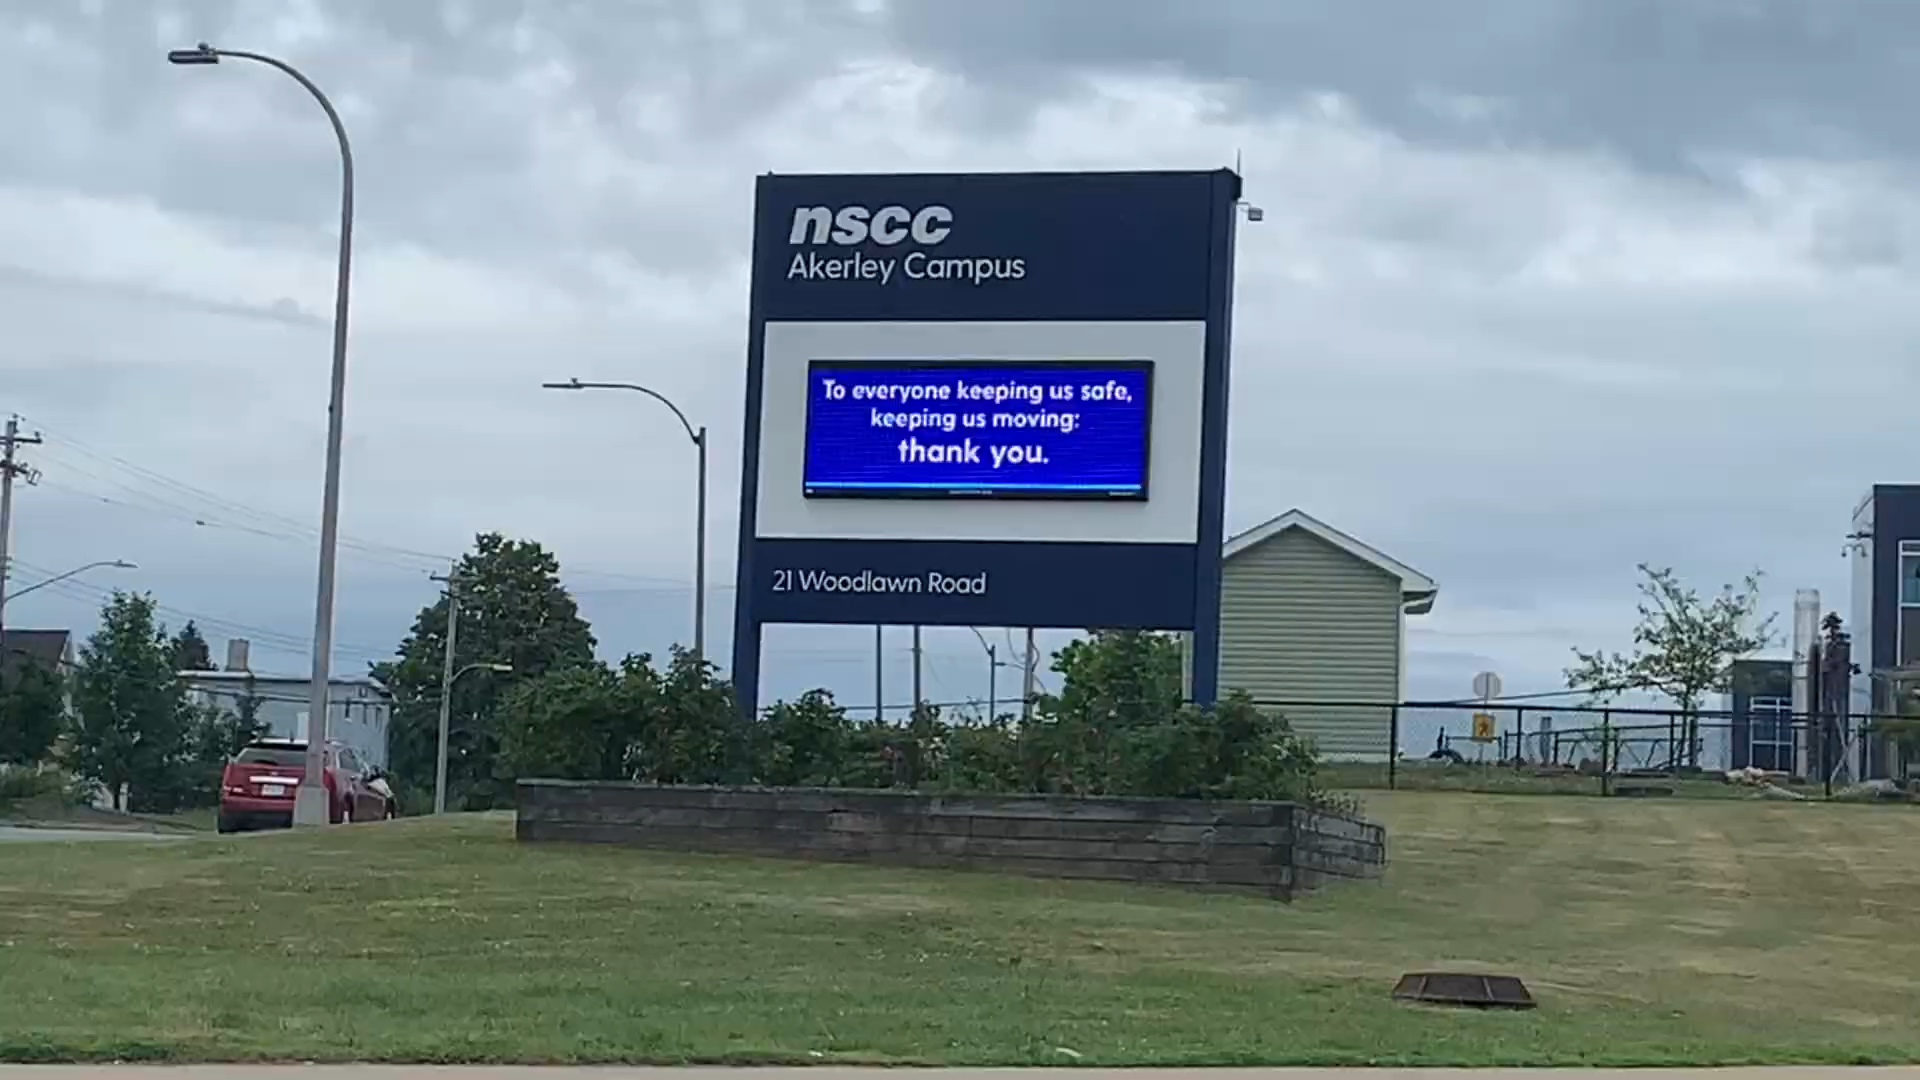 nscc
Akerley Campus
To everyone keeping us safe,
keeping us moving:
thank you.
21 Woodlawn Road